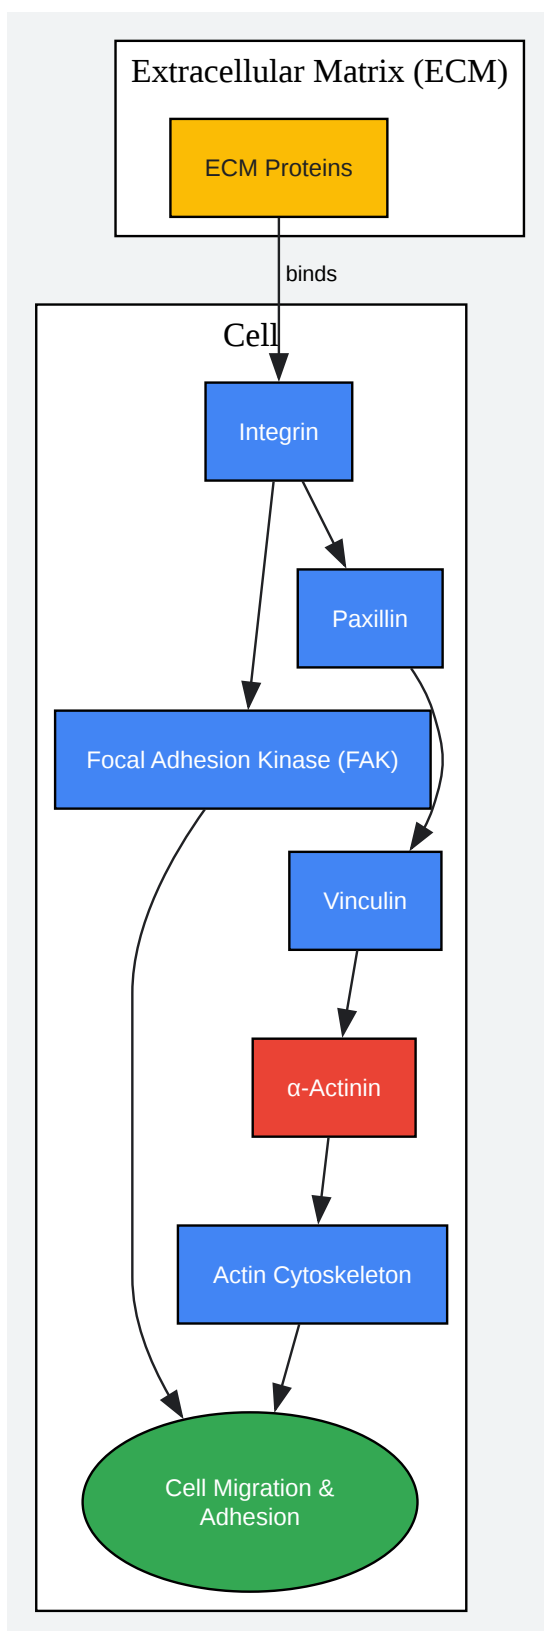 Extracellular Matrix (ECM)
ECM Proteins
binds
Cell
Integrin
Paxillin
Focal Adhesion Kinase (FAK)
Vinculin
α-Actinin
Actin Cytoskeleton
Cell Migration &
Adhesion